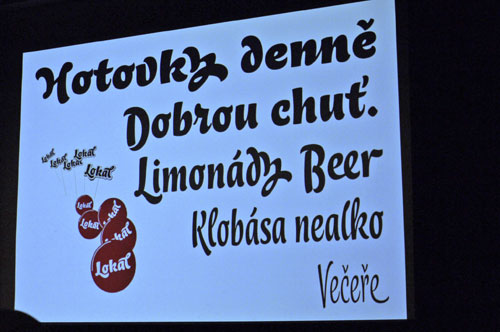 Hotovky denně
Dobrou chuť.
Limonády Beer
Klobása nealko
Večeře
Lokál
Lokál
Lokál
Lokál
Lokál
Lokál
Lokál
Lokál
Lokál